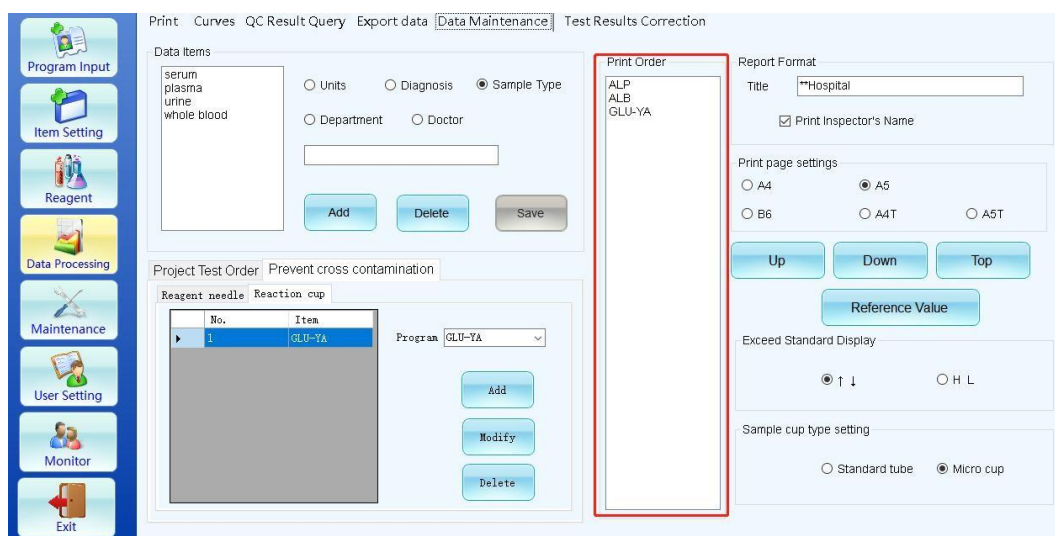 Print Curves QC Result Query Export data Data Maintenance Test Results Correction
Program Input
Item Setting
Reagent
Data Processing
Maintenance
User Setting
Monitor
Exit
Data Items
serum
plasma
urine
whole blood
Units Diagnosis Sample Type
Department Doctor
Add Delete Save
Project Test Order Prevent cross contamination
Reagent needle Reaction cup
No. Item
1 GLU-YA
Program GLU-YA
Add
Modify
Delete
Print Order
ALP
ALB
GLU-YA
Report Format
Title **Hospital
Print Inspector's Name
Print page settings
A4 A5
B6 A4T A5T
Up Down Top
Reference Value
Exceed Standard Display
↑ ↓ H L
Sample cup type setting
Standard tube Micro cup